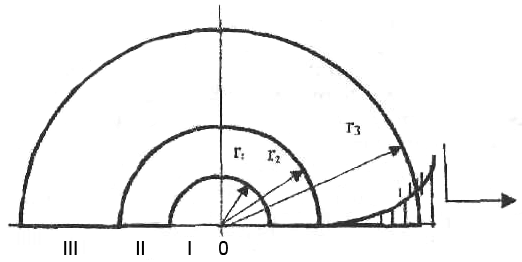 r₁ r₂ r₃
III II I 0